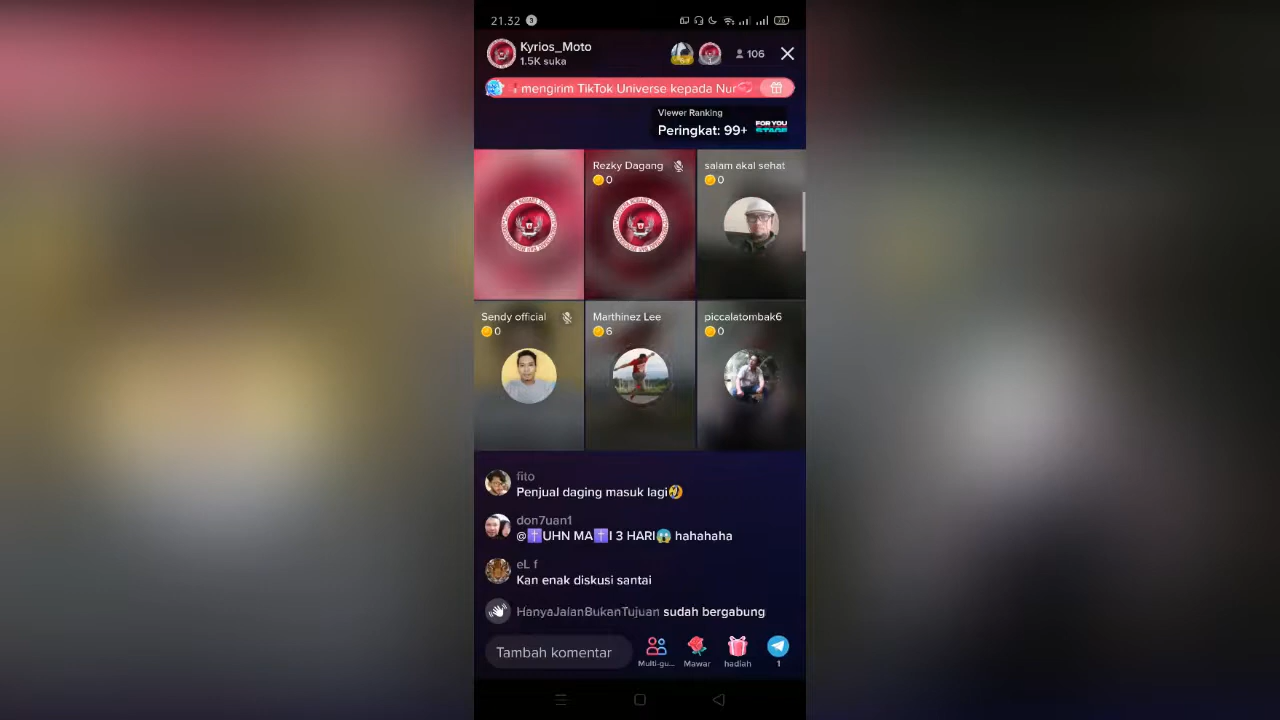 21.32
76
Kyrios_Moto
1.5K suka
106
mengirim TikTok Universe kepada Nur
Viewer Ranking
Peringkat: 99+
FOR YOU
STAGE
Rezky Dagang
0
salam akal sehat
0
Sendy official
0
Marthinez Lee
6
piccalatombak6
0
fito
Penjual daging masuk lagi🤣
don7uan1
@✝️UHN MA✝️I 3 HARI😱 hahahaha
eL f
Kan enak diskusi santai
HanyaJalanBukanTujuan sudah bergabung
Tambah komentar
Multi-gu...
Mawar
hadiah
1